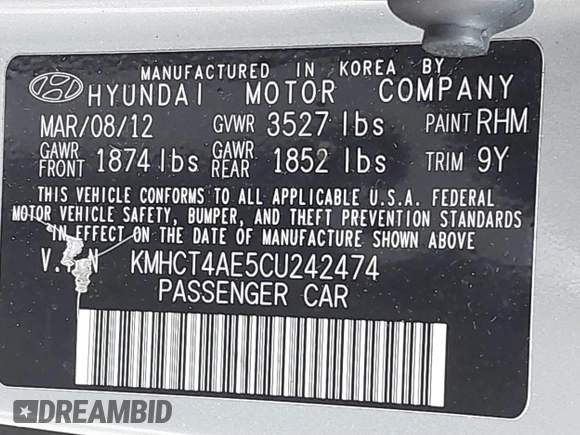 MANUFACTURED IN KOREA BY
HYUNDAI MOTOR COMPANY
MAR/08/12 GVWR 3527 lbs PAINT RHM
GAWR FRONT 1874 lbs GAWR REAR 1852 lbs TRIM 9Y
THIS VEHICLE CONFORMS TO ALL APPLICABLE U.S.A. FEDERAL
MOTOR VEHICLE SAFETY, BUMPER, AND THEFT PREVENTION STANDARDS
IN EFFECT ON THE DATE OF MANUFACTURE SHOWN ABOVE
V.I.N KMHCT4AE5CU242474
PASSENGER CAR
DREAMBID